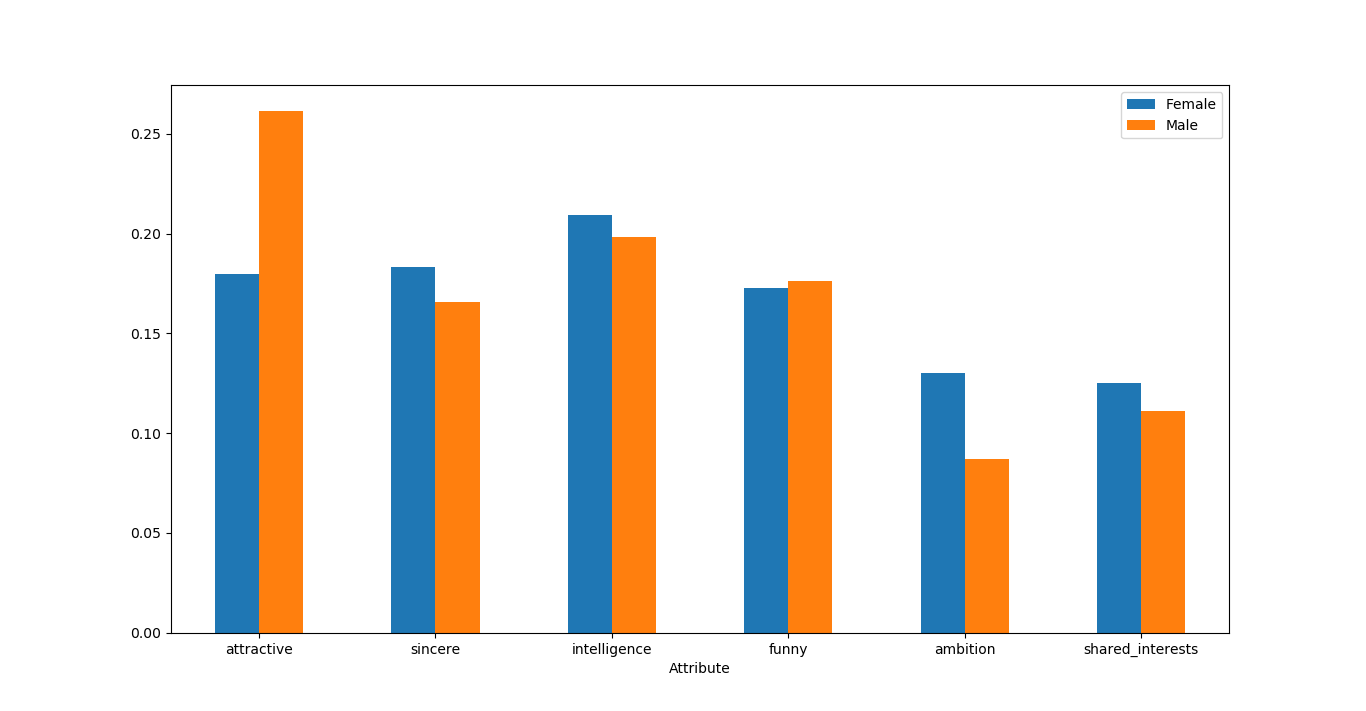 Female
Male
0.25
0.20
0.15
0.10
0.05
0.00
attractive sincere intelligence funny ambition shared_interests
Attribute